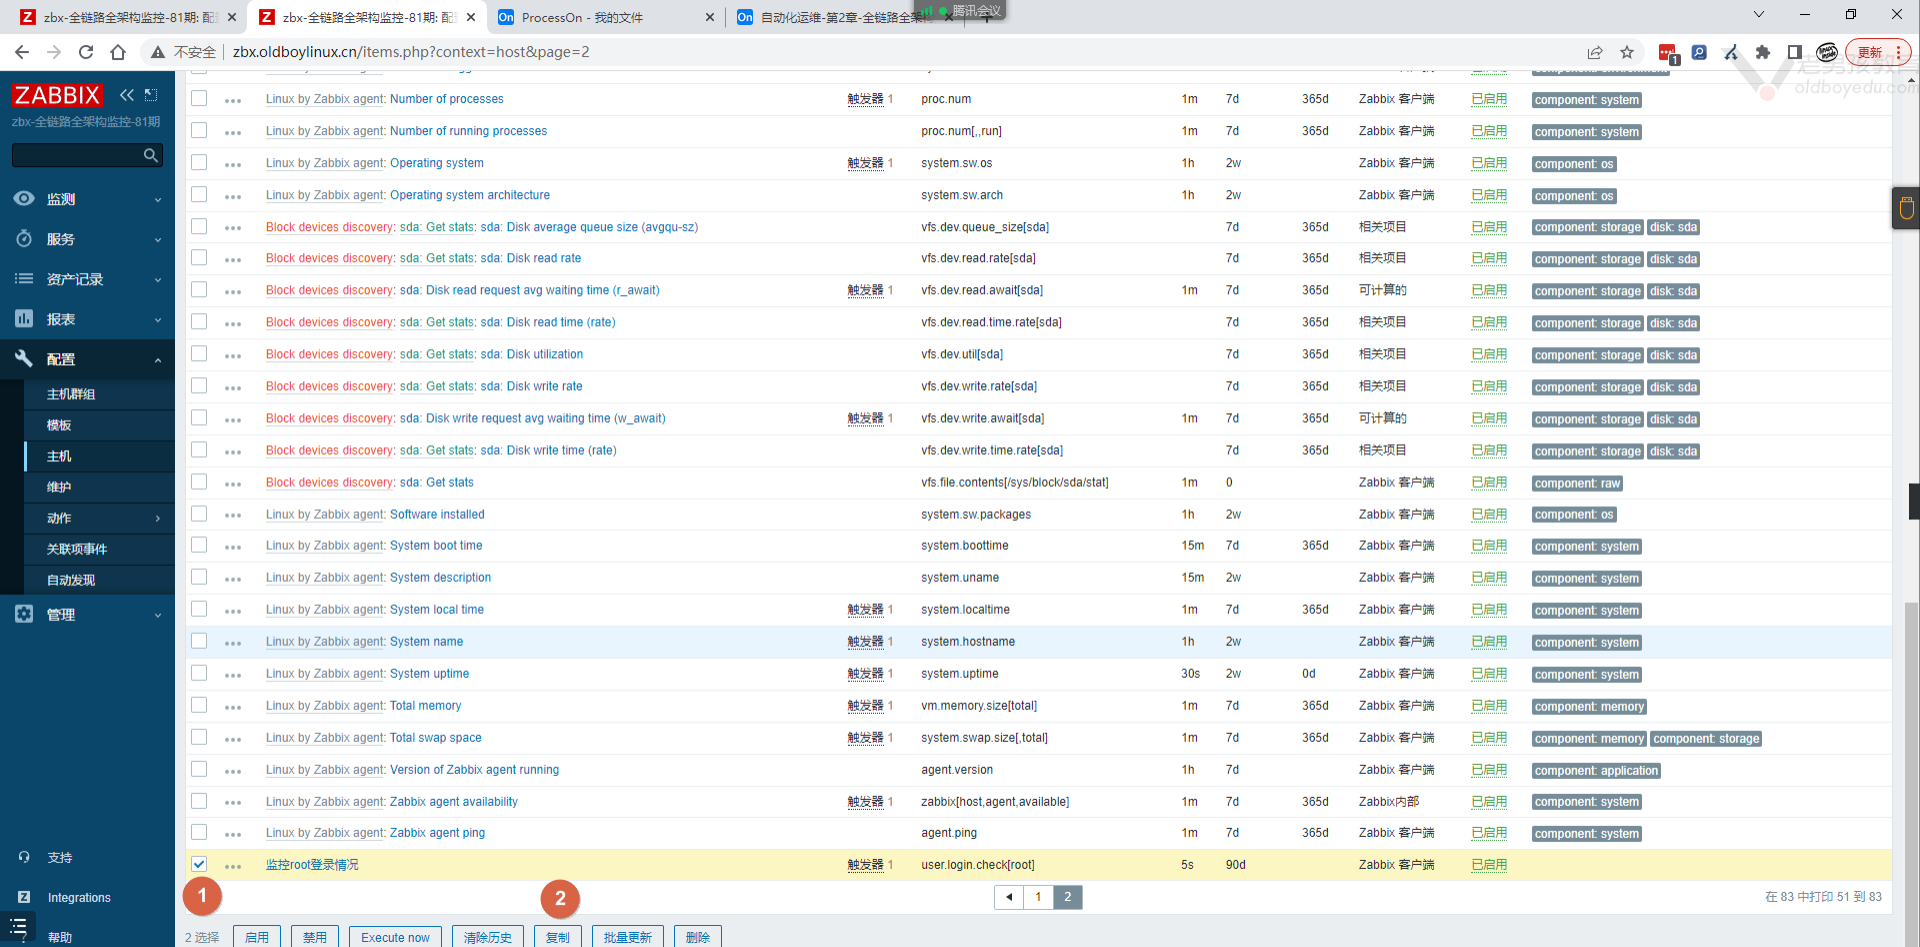 zbx-全链路全架构监控-81期: 配
zbx-全链路全架构监控-81期: 配
ProcessOn - 我的文件
自动化运维-第2章-全链路全架构
腾讯会议
不安全
zbx.oldboylinux.cn/items.php?context=host&page=2
1
更新
老男孩教育
oldboyedu.com
ZABBIX
zbx-全链路全架构监控-81期
监测
服务
资产记录
报表
配置
主机群组
模板
主机
维护
动作
关联项事件
自动发现
管理
支持
Integrations
帮助
Number of processes 
Linux by Zabbix agent: Number of processes 触发器 1 proc.num 1m 7d 365d Zabbix 客户端 已启用 component: system
Linux by Zabbix agent: Number of running processes proc.num[,,run] 1m 7d 365d Zabbix 客户端 已启用 component: system
Linux by Zabbix agent: Operating system 触发器 1 system.sw.os 1h 2w Zabbix 客户端 已启用 component: os
Linux by Zabbix agent: Operating system architecture system.sw.arch 1h 2w Zabbix 客户端 已启用 component: os
Block devices discovery: sda: Get stats: sda: Disk average queue size (avgqu-sz) vfs.dev.queue_size[sda] 7d 365d 相关项目 已启用 component: storage disk: sda
Block devices discovery: sda: Get stats: sda: Disk read rate vfs.dev.read.rate[sda] 7d 365d 相关项目 已启用 component: storage disk: sda
Block devices discovery: sda: Disk read request avg waiting time (r_await) 触发器 1 vfs.dev.read.await[sda] 1m 7d 365d 可计算的 已启用 component: storage disk: sda
Block devices discovery: sda: Get stats: sda: Disk read time (rate) vfs.dev.read.time.rate[sda] 7d 365d 相关项目 已启用 component: storage disk: sda
Block devices discovery: sda: Get stats: sda: Disk utilization vfs.dev.util[sda] 7d 365d 相关项目 已启用 component: storage disk: sda
Block devices discovery: sda: Get stats: sda: Disk write rate vfs.dev.write.rate[sda] 7d 365d 相关项目 已启用 component: storage disk: sda
Block devices discovery: sda: Disk write request avg waiting time (w_await) 触发器 1 vfs.dev.write.await[sda] 1m 7d 365d 可计算的 已启用 component: storage disk: sda
Block devices discovery: sda: Get stats: sda: Disk write time (rate) vfs.dev.write.time.rate[sda] 7d 365d 相关项目 已启用 component: storage disk: sda
Block devices discovery: sda: Get stats vfs.file.contents[/sys/block/sda/stat] 1m 0 Zabbix 客户端 已启用 component: raw
Linux by Zabbix agent: Software installed system.sw.packages 1h 2w Zabbix 客户端 已启用 component: os
Linux by Zabbix agent: System boot time system.boottime 15m 7d 365d Zabbix 客户端 已启用 component: system
Linux by Zabbix agent: System description system.uname 15m 2w Zabbix 客户端 已启用 component: system
Linux by Zabbix agent: System local time 触发器 1 system.localtime 1m 7d 365d Zabbix 客户端 已启用 component: system
Linux by Zabbix agent: System name 触发器 1 system.hostname 1h 2w Zabbix 客户端 已启用 component: system
Linux by Zabbix agent: System uptime 触发器 1 system.uptime 30s 2w 0d Zabbix 客户端 已启用 component: system
Linux by Zabbix agent: Total memory 触发器 1 vm.memory.size[total] 1m 7d 365d Zabbix 客户端 已启用 component: memory
Linux by Zabbix agent: Total swap space 触发器 1 system.swap.size[,total] 1m 7d 365d Zabbix 客户端 已启用 component: memory component: storage
Linux by Zabbix agent: Version of Zabbix agent running agent.version 1h 7d Zabbix 客户端 已启用 component: application
Linux by Zabbix agent: Zabbix agent availability 触发器 1 zabbix[host,agent,available] 1m 7d 365d Zabbix内部 已启用 component: system
Linux by Zabbix agent: Zabbix agent ping agent.ping 1m 7d 365d Zabbix 客户端 已启用 component: system
监控root登录情况 触发器 1 user.login.check[root] 5s 90d Zabbix 客户端 已启用
1 2
1 2
在 83 中打印 51 到 83
2 选择 启用 禁用 Execute now 清除历史 复制 批量更新 删除